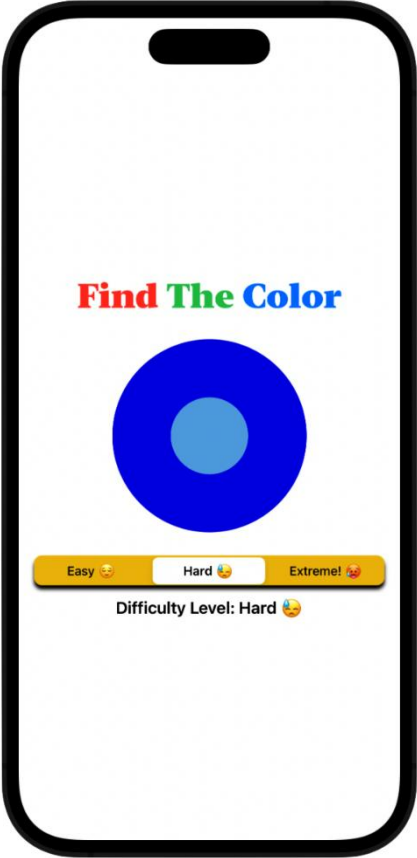 Find The Color
Easy 😔 Hard 😓 Extreme! 🥵
Difficulty Level: Hard 😓